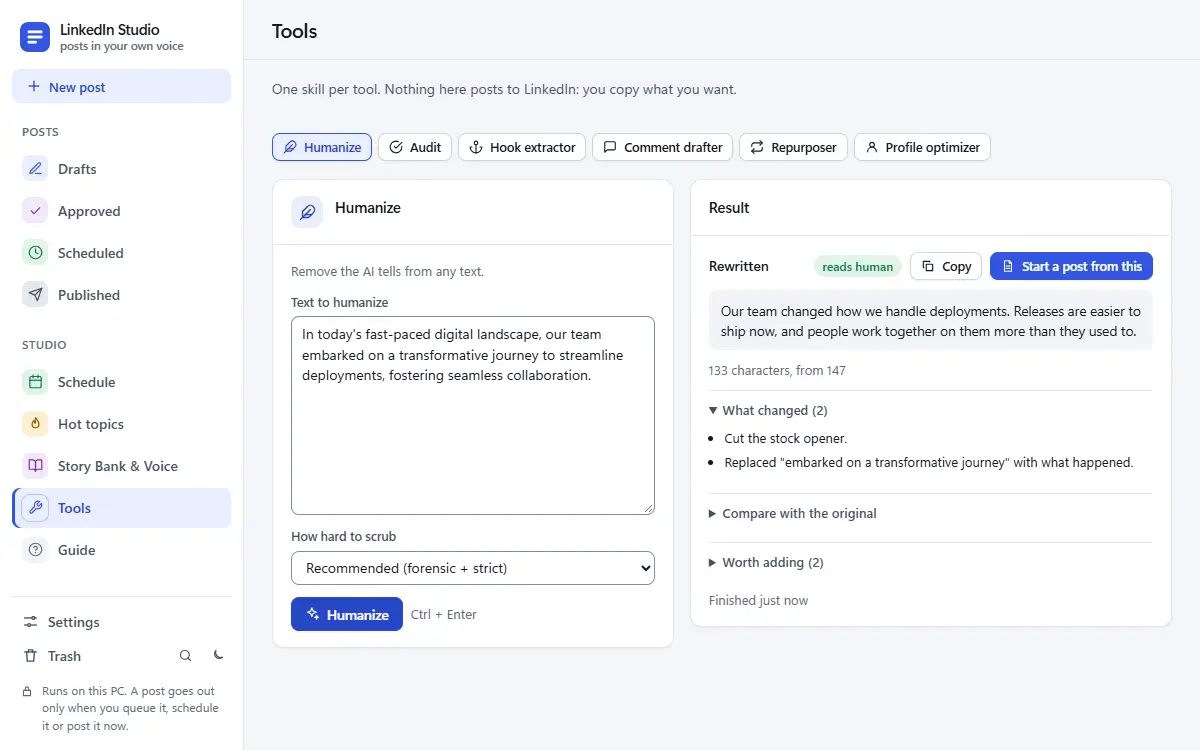 LinkedIn Studio
posts in your own voice
New post
POSTS
Drafts
Approved
Scheduled
Published
STUDIO
Schedule
Hot topics
Story Bank & Voice
Tools
Guide
Settings
Trash
Runs on this PC. A post goes out
only when you queue it, schedule
it or post it now.
Tools
One skill per tool. Nothing here posts to LinkedIn: you copy what you want.
Humanize
Audit
Hook extractor
Comment drafter
Repurposer
Profile optimizer
Humanize
Remove the AI tells from any text.
Text to humanize
In today's fast-paced digital landscape, our team
embarked on a transformative journey to streamline
deployments, fostering seamless collaboration.
How hard to scrub
Recommended (forensic + strict)
Humanize
Ctrl + Enter
Result
Rewritten
reads human
Copy
Start a post from this
Our team changed how we handle deployments. Releases are easier to
ship now, and people work together on them more than they used to.
133 characters, from 147
What changed (2)
Cut the stock opener.
Replaced "embarked on a transformative journey" with what happened.
Compare with the original
Worth adding (2)
Finished just now